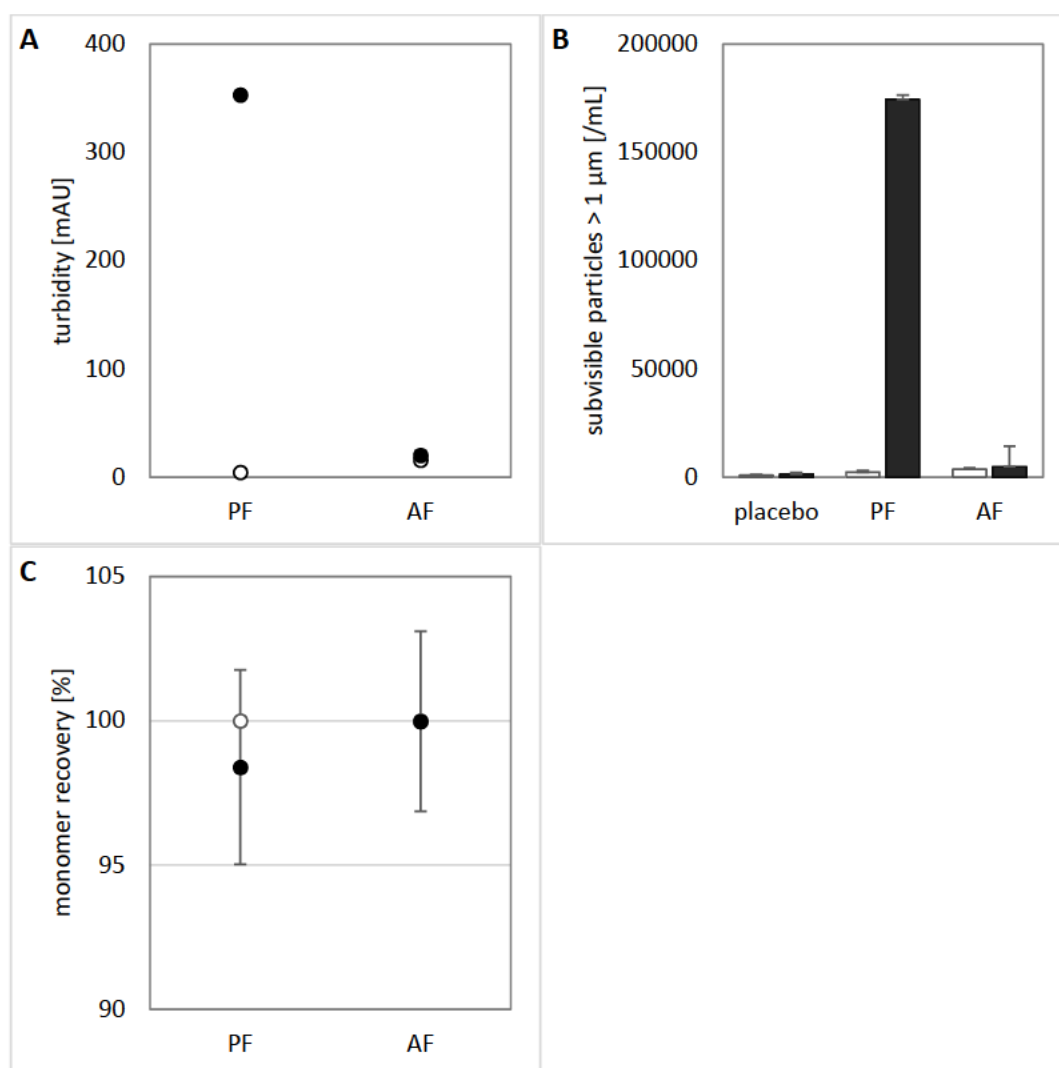 A
turbidity [mAU]
400
300
200
100
0
PF AF
B
subvisible particles > 1 µm [/mL]
200000
150000
100000
50000
0
placebo PF AF
C
monomer recovery [%]
105
100
95
90
PF AF